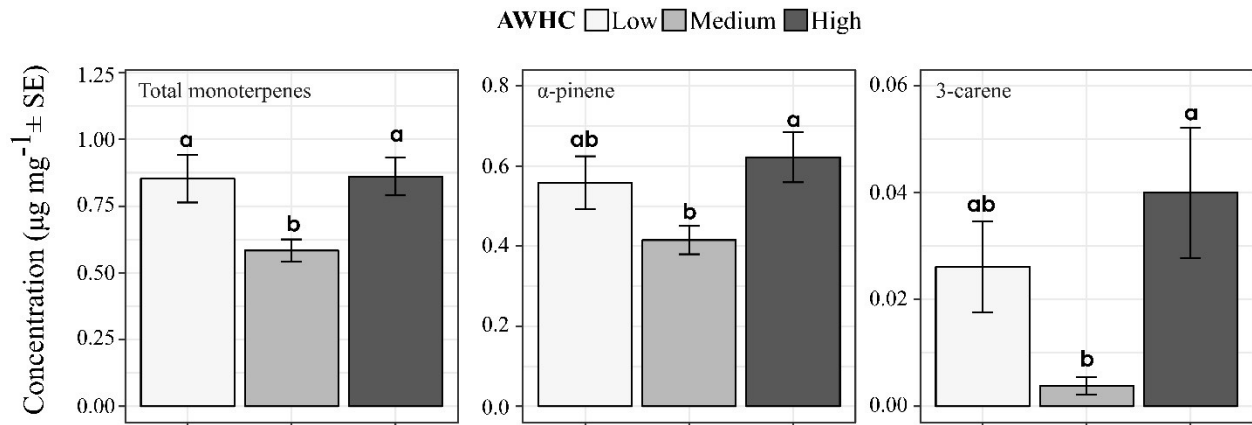 AWHC Low Medium High
Concentration (µg mg⁻¹ ± SE)
Total monoterpenes
1.25
1.00
0.75
0.50
0.25
0.00
a
b
a
α-pinene
0.8
0.6
0.4
0.2
0.0
ab
b
a
3-carene
0.06
0.04
0.02
0.00
ab
b
a